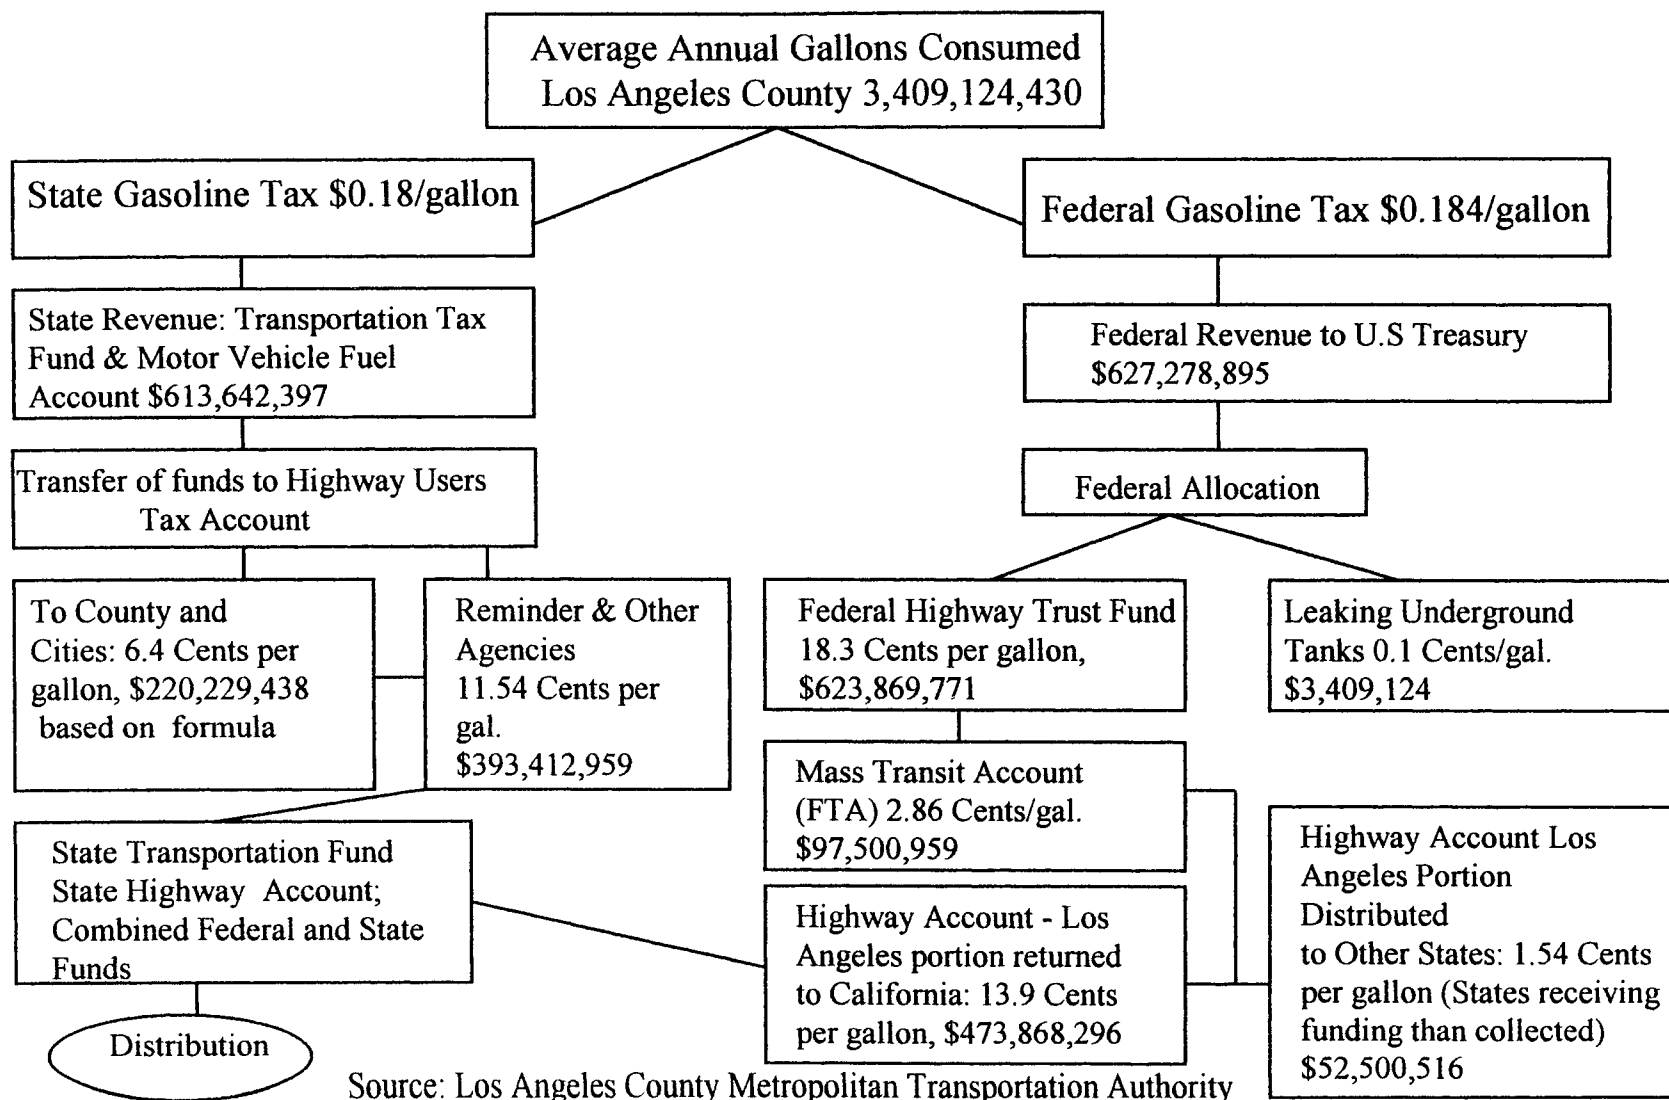 Average Annual Gallons Consumed
Los Angeles County 3,409,124,430
State Gasoline Tax $0.18/gallon
Federal Gasoline Tax $0.184/gallon
State Revenue: Transportation Tax
Fund & Motor Vehicle Fuel
Account $613,642,397
Federal Revenue to U.S Treasury
$627,278,895
Transfer of funds to Highway Users
Tax Account
Federal Allocation
To County and
Cities: 6.4 Cents per
gallon, $220,229,438
based on formula
Reminder & Other
Agencies
11.54 Cents per
gal.
$393,412,959
Federal Highway Trust Fund
18.3 Cents per gallon,
$623,869,771
Leaking Underground
Tanks 0.1 Cents/gal.
$3,409,124
Mass Transit Account
(FTA) 2.86 Cents/gal.
$97,500,959
State Transportation Fund
State Highway Account;
Combined Federal and State
Funds
Highway Account - Los
Angeles portion returned
to California: 13.9 Cents
per gallon, $473,868,296
Highway Account Los
Angeles Portion
Distributed
to Other States: 1.54 Cents
per gallon (States receiving
funding than collected)
$52,500,516
Distribution
Source: Los Angeles County Metropolitan Transportation Authority